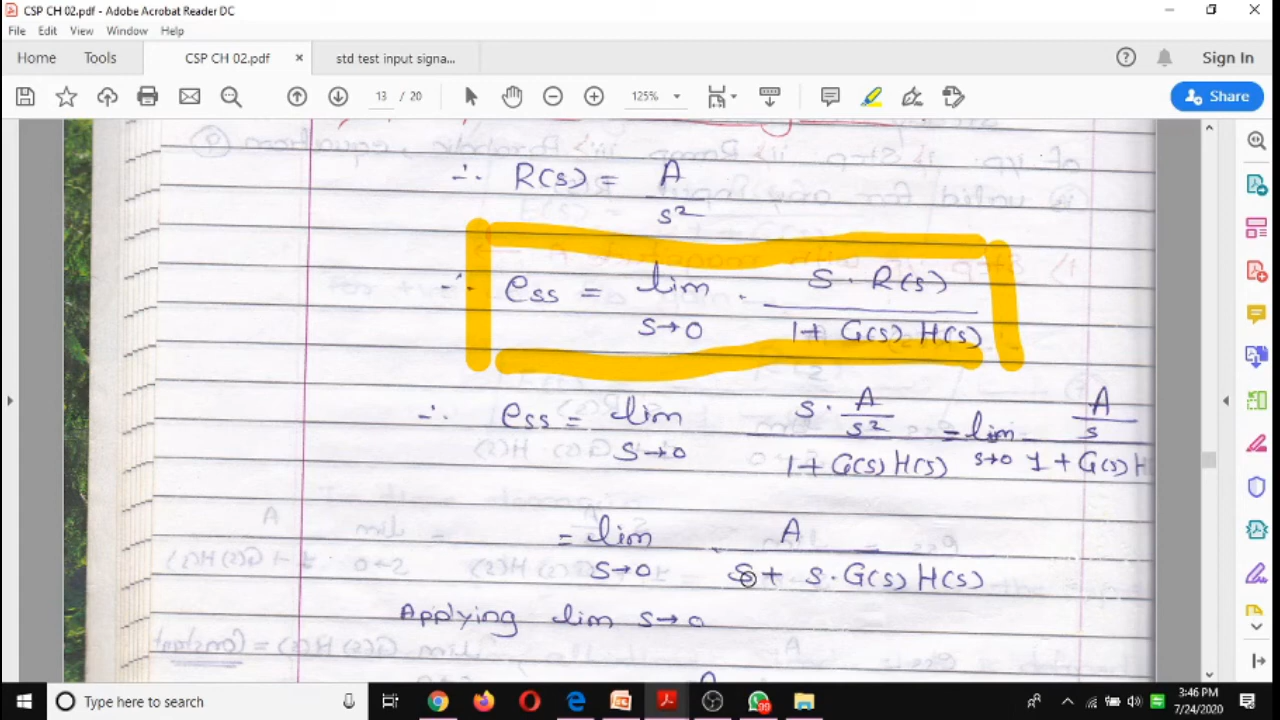 CSP CH 02.pdf - Adobe Acrobat Reader DC
File Edit View Window Help
Home Tools CSP CH 02.pdf × std test input signa... Sign In
13 / 20 125% Share
∴ R(s) = A / s²
∴ ess = lim s→0 · s · R(s) / 1 + G(s) H(s)
∴ ess = lim s→0 s · A/s² / 1 + G(s) H(s) = lim s→0 A/s / 1 + G(s) H
= lim s→0 · A / s + s · G(s) H(s)
Applying lim s→0
Type here to search
3:46 PM
7/24/2020